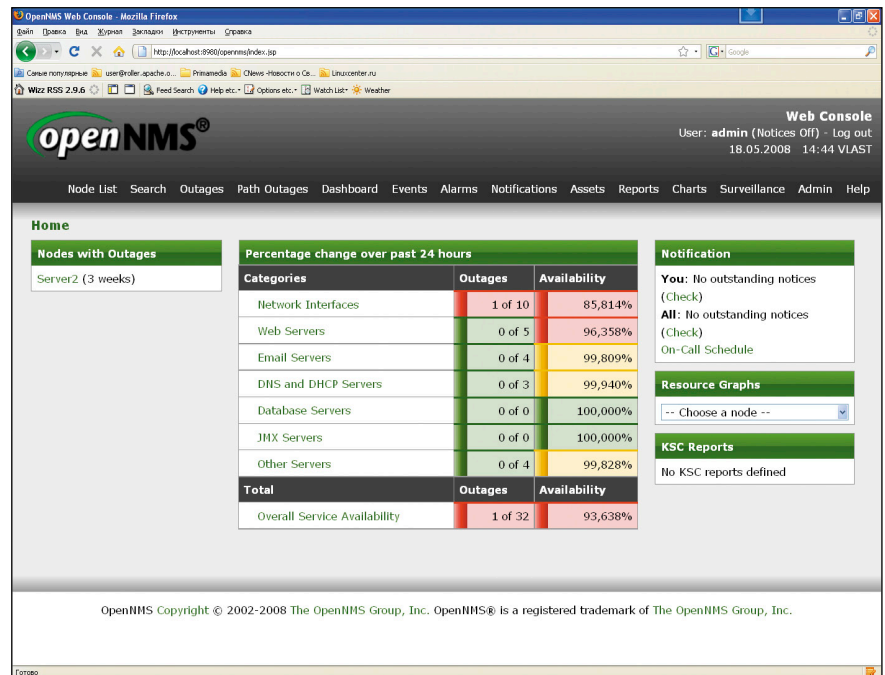 OpenNMS Web Console - Mozilla Firefox
Файл Правка Вид Журнал Закладки Инструменты Справка
http://localhost:8980/opennms/index.jsp
Google
Самые популярные user@roller.apache.o... Primamedia CNews -Новости о Св... Linuxcenter.ru
Wizz RSS 2.9.6 Feed Search Help etc. Options etc. Watch List Weather
openNMS®
Web Console
User: admin (Notices Off) - Log out
18.05.2008 14:44 VLAST
Node List Search Outages Path Outages Dashboard Events Alarms Notifications Assets Reports Charts Surveillance Admin Help
Home
Nodes with Outages
Server2 (3 weeks)
Percentage change over past 24 hours
Categories Outages Availability
Network Interfaces 1 of 10 85,814%
Web Servers 0 of 5 96,358%
Email Servers 0 of 4 99,809%
DNS and DHCP Servers 0 of 3 99,940%
Database Servers 0 of 0 100,000%
JMX Servers 0 of 0 100,000%
Other Servers 0 of 4 99,828%
Total Outages Availability
Overall Service Availability 1 of 32 93,638%
Notification
You: No outstanding notices
(Check)
All: No outstanding notices
(Check)
On-Call Schedule
Resource Graphs
-- Choose a node --
KSC Reports
No KSC reports defined
OpenNMS Copyright © 2002-2008 The OpenNMS Group, Inc. OpenNMS® is a registered trademark of The OpenNMS Group, Inc.
Готово